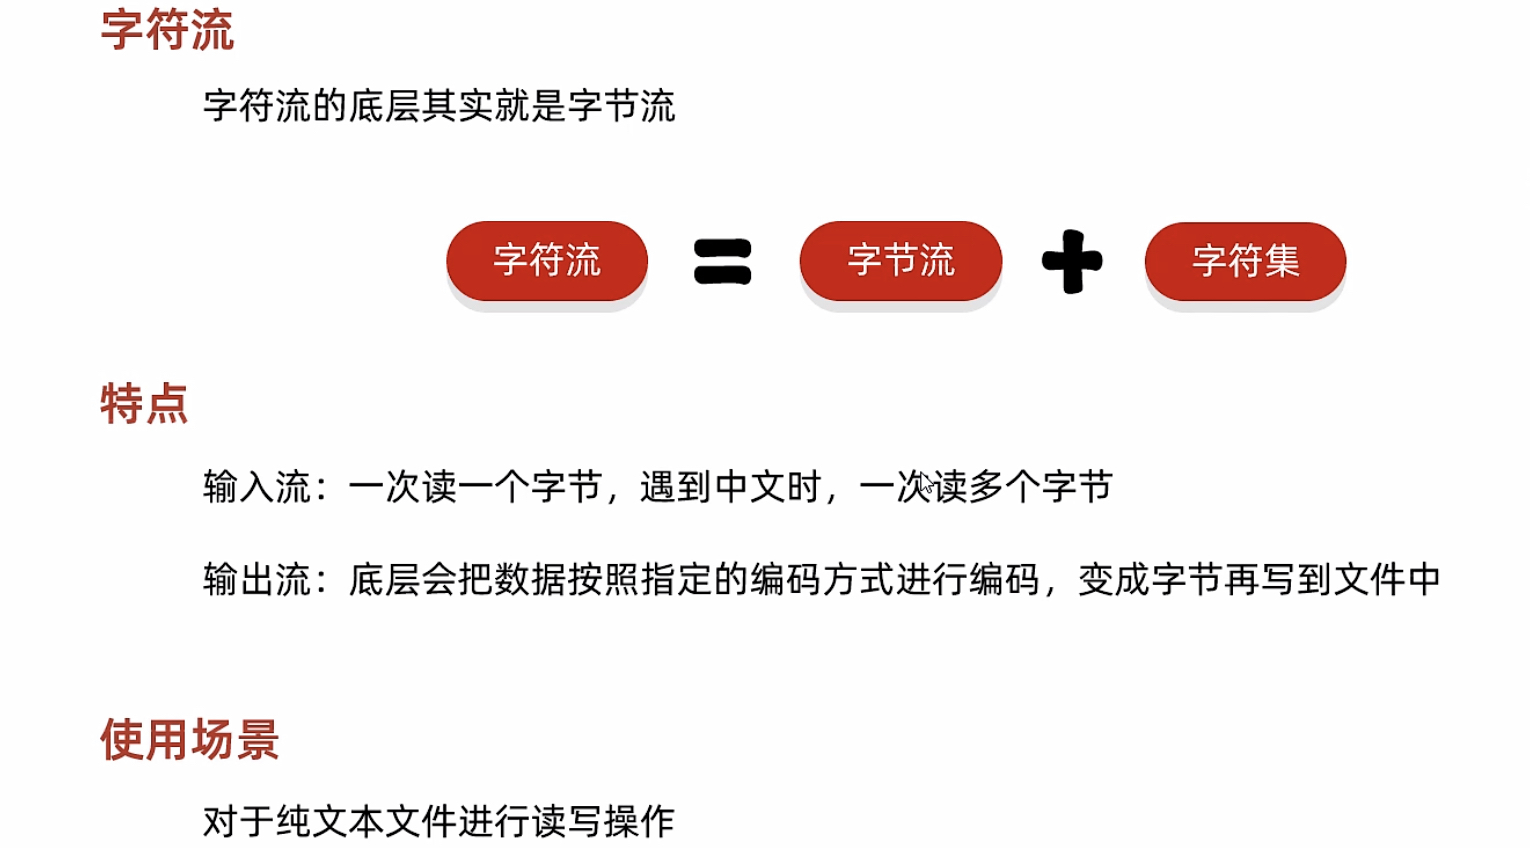 字符流
字符流的底层其实就是字节流
字符流 = 字节流 + 字符集
特点
输入流：一次读一个字节，遇到中文时，一次读多个字节
输出流：底层会把数据按照指定的编码方式进行编码，变成字节再写到文件中
使用场景
对于纯文本文件进行读写操作